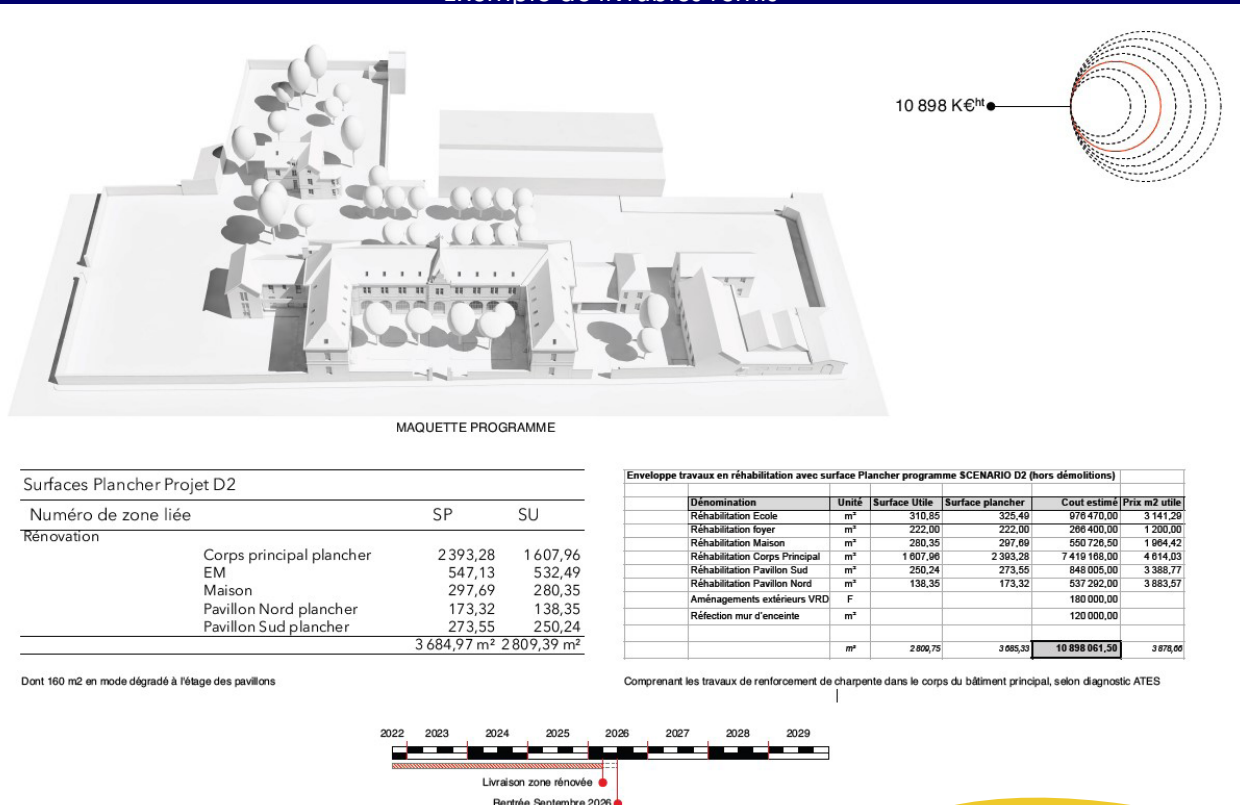 Exemple de livrables remis
10 898 K€ht
MAQUETTE PROGRAMME
Surfaces Plancher Projet D2
Numéro de zone liée SP SU
Rénovation
Corps principal plancher 2 393,28 1 607,96
EM 547,13 532,49
Maison 297,69 280,35
Pavillon Nord plancher 173,32 138,35
Pavillon Sud plancher 273,55 250,24
3 684,97 m² 2 809,39 m²
Dont 160 m2 en mode dégradé à l'étage des pavillons
Enveloppe travaux en réhabilitation avec surface Plancher programme SCENARIO D2 (hors démolitions)
Dénomination Unité Surface Utile Surface plancher Cout estimé Prix m2 utile
Réhabilitation Ecole m² 310,85 325,49 976 470,00 3 141,29
Réhabilitation foyer m² 222,00 222,00 266 400,00 1 200,00
Réhabilitation Maison m² 280,35 297,69 550 726,50 1 964,42
Réhabilitation Corps Principal m² 1 607,96 2 393,28 7 419 168,00 4 614,03
Réhabilitation Pavillon Sud m² 250,24 273,55 848 005,00 3 388,77
Réhabilitation Pavillon Nord m² 138,35 173,32 537 292,00 3 883,57
Aménagements extérieurs VRD F 180 000,00
Réfection mur d'enceinte m² 120 000,00
m² 2 809,75 3 685,33 10 898 061,50 3 878,66
Comprenant les travaux de renforcement de charpente dans le corps du bâtiment principal, selon diagnostic ATES
2022 2023 2024 2025 2026 2027 2028 2029
Livraison zone rénovée
Rentrée Septembre 2026